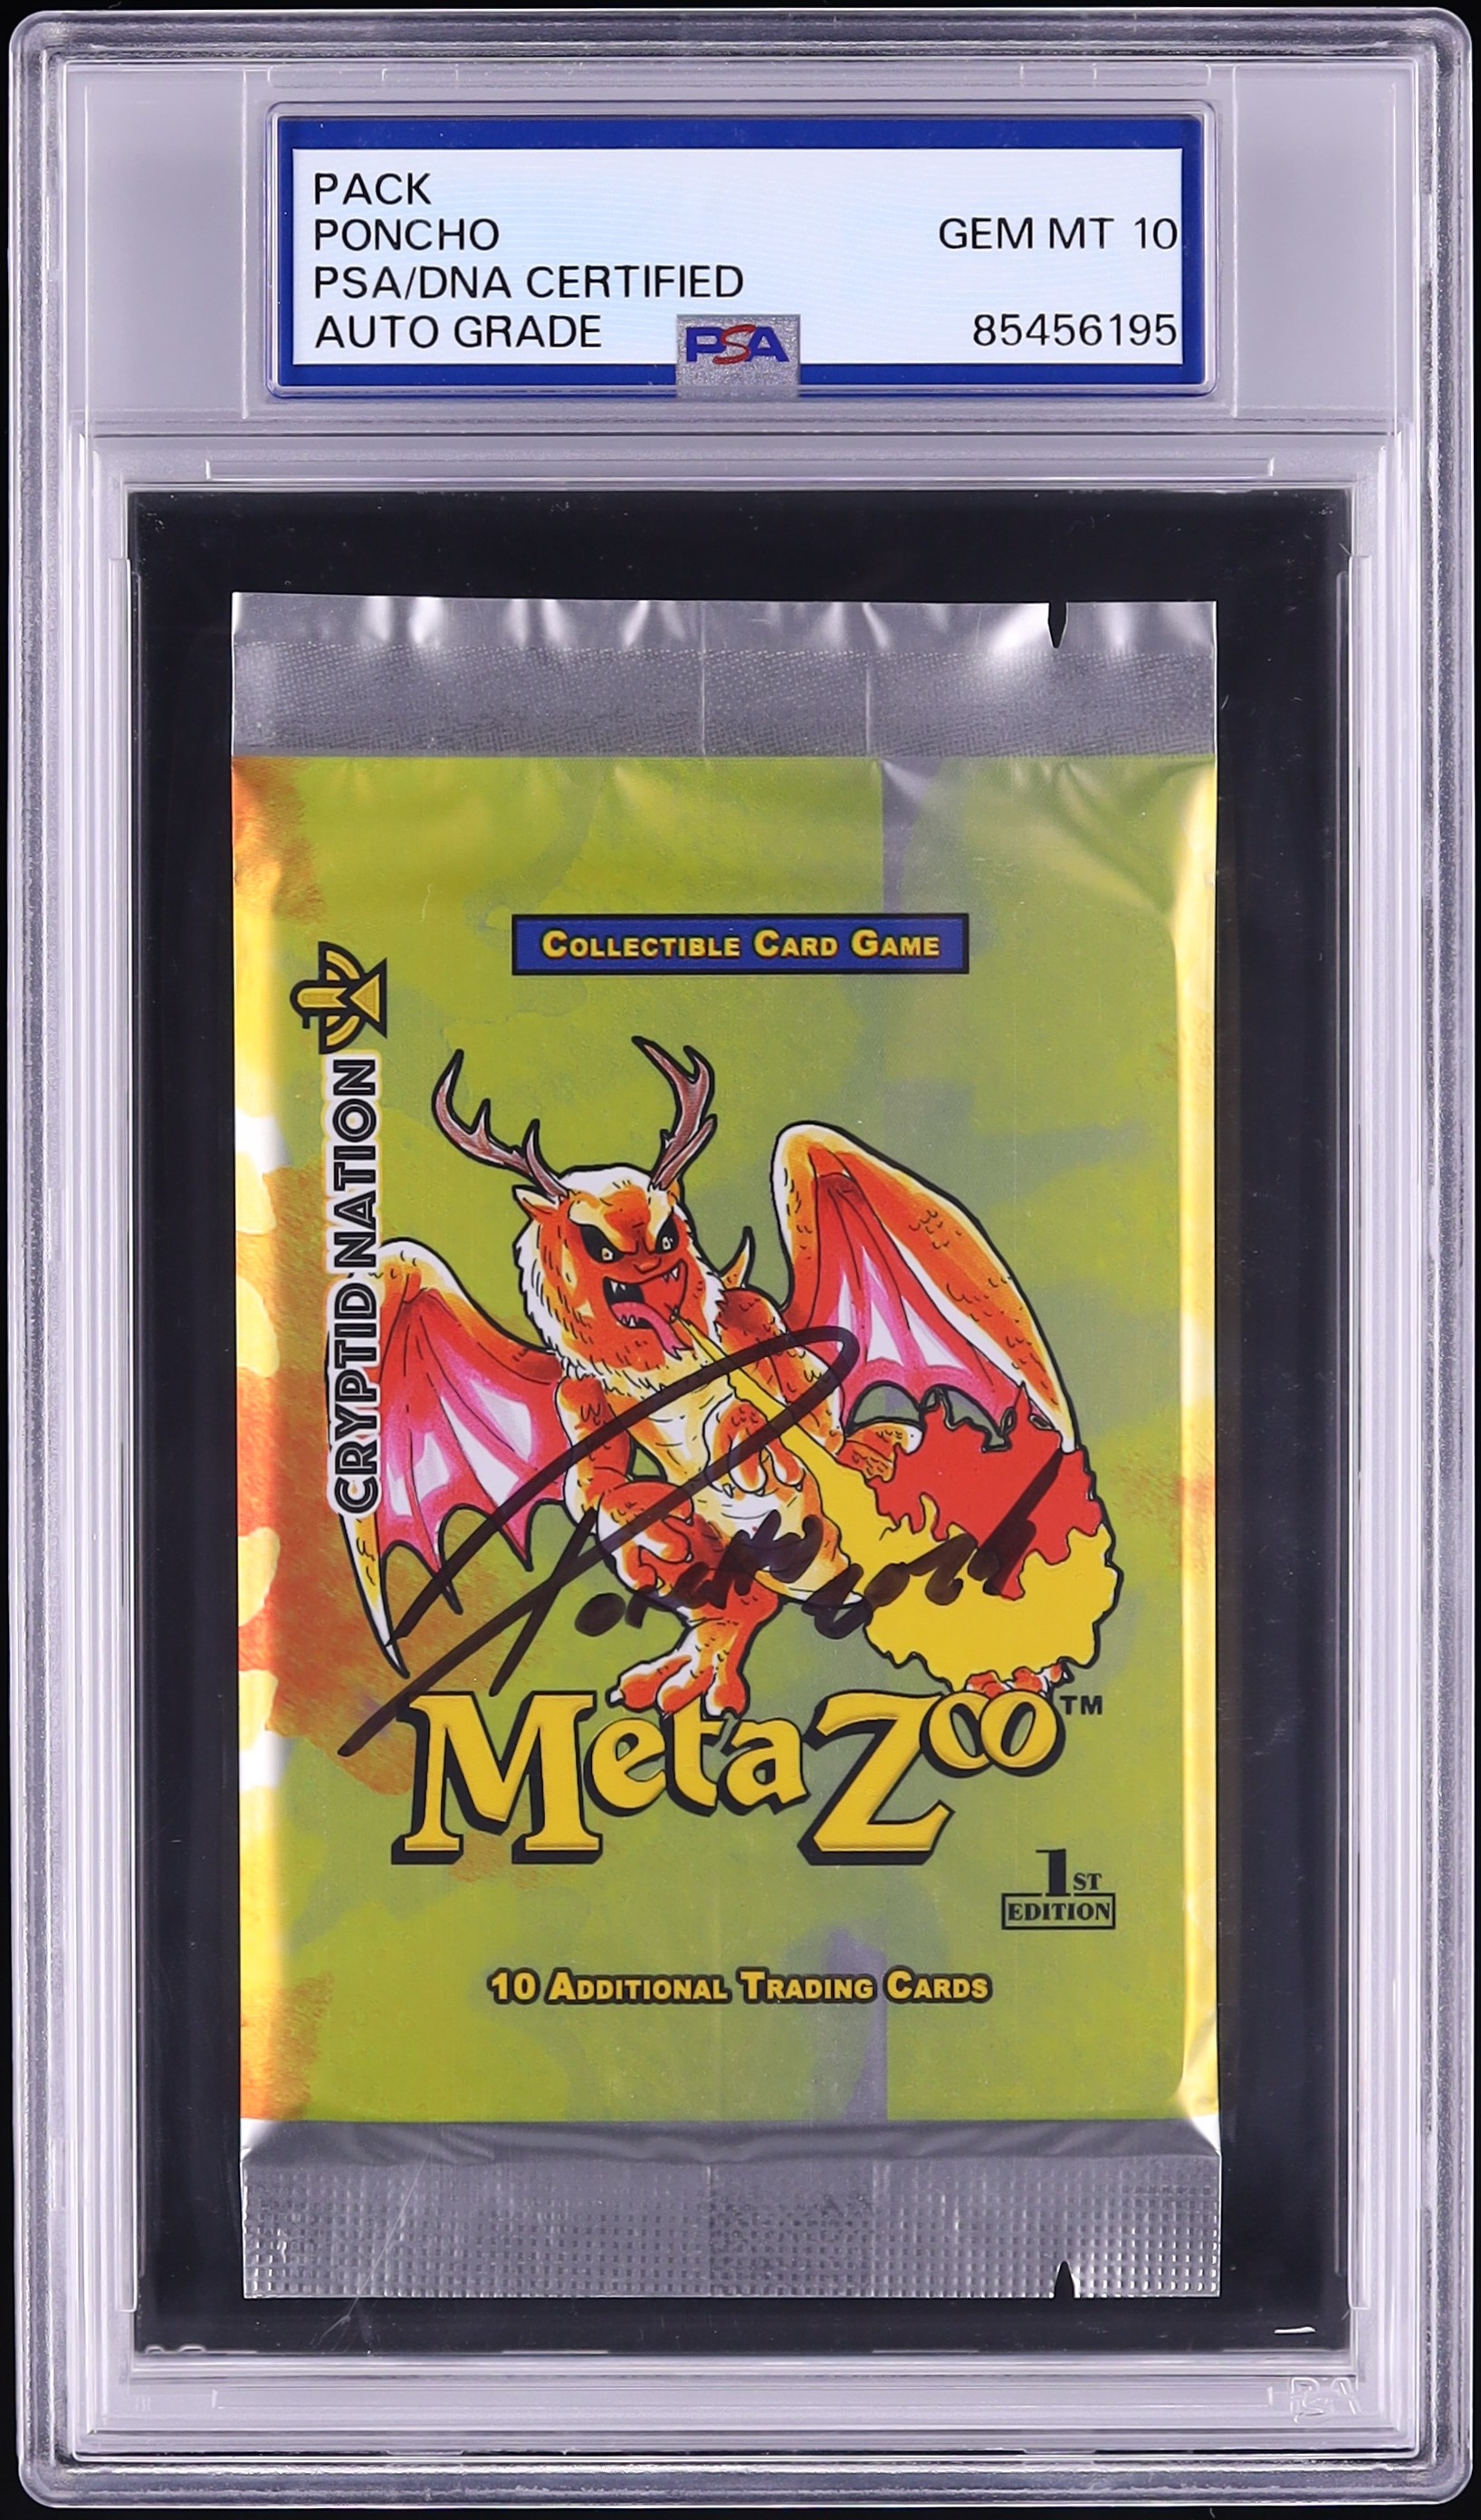 PACK
PONCHO
GEM MT 10
PSA/DNA CERTIFIED
AUTO GRADE
85456195
PSA
COLLECTIBLE CARD GAME
CRYPTID NATION
MetaZoo™
1ST
EDITION
10 ADDITIONAL TRADING CARDS
PSA